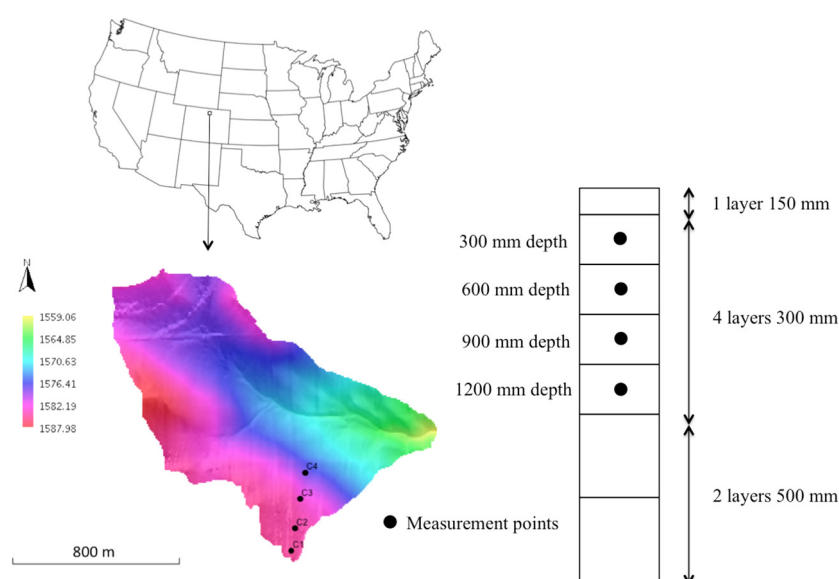 N
1559.06
1564.85
1570.63
1576.41
1582.19
1587.98
C4
C3
C2
C1
800 m
Measurement points
300 mm depth
600 mm depth
900 mm depth
1200 mm depth
1 layer 150 mm
4 layers 300 mm
2 layers 500 mm